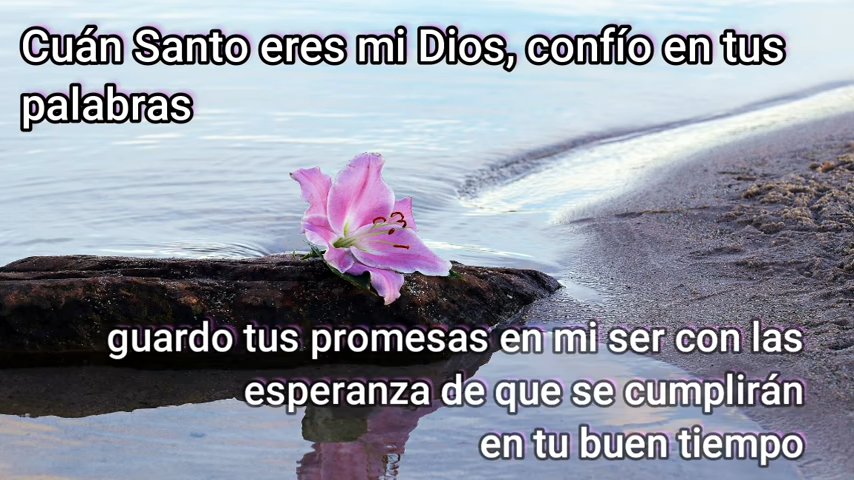 Cuán Santo eres mi Dios, confío en tus
palabras
guardo tus promesas en mi ser con las
esperanza de que se cumplirán
en tu buen tiempo